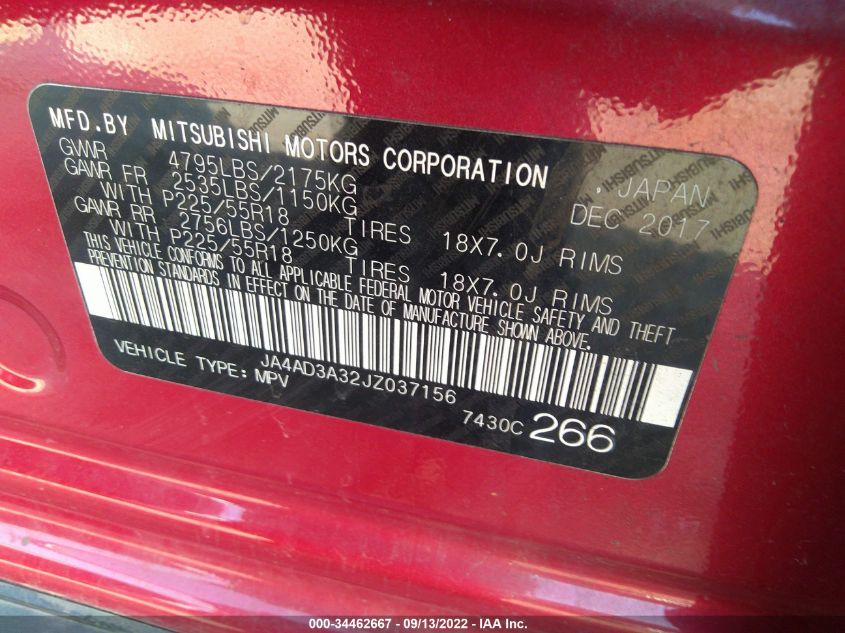 MFD.BY MITSUBISHI MOTORS CORPORATION , JAPAN
GVWR 4795LBS/2175KG DEC 2017
GAWR FR 2535LBS/1150KG
WITH P225/55R18 TIRES 18X7.0J RIMS
GAWR RR 2756LBS/1250KG
WITH P225/55R18 TIRES 18X7.0J RIMS
THIS VEHICLE CONFORMS TO ALL APPLICABLE FEDERAL MOTOR VEHICLE SAFETY AND THEFT
PREVENTION STANDARDS IN EFFECT ON THE DATE OF MANUFACTURE SHOWN ABOVE.
JA4AD3A32JZ037156
VEHICLE TYPE: MPV 7430C 266
000-34462667 - 09/13/2022 - IAA Inc.